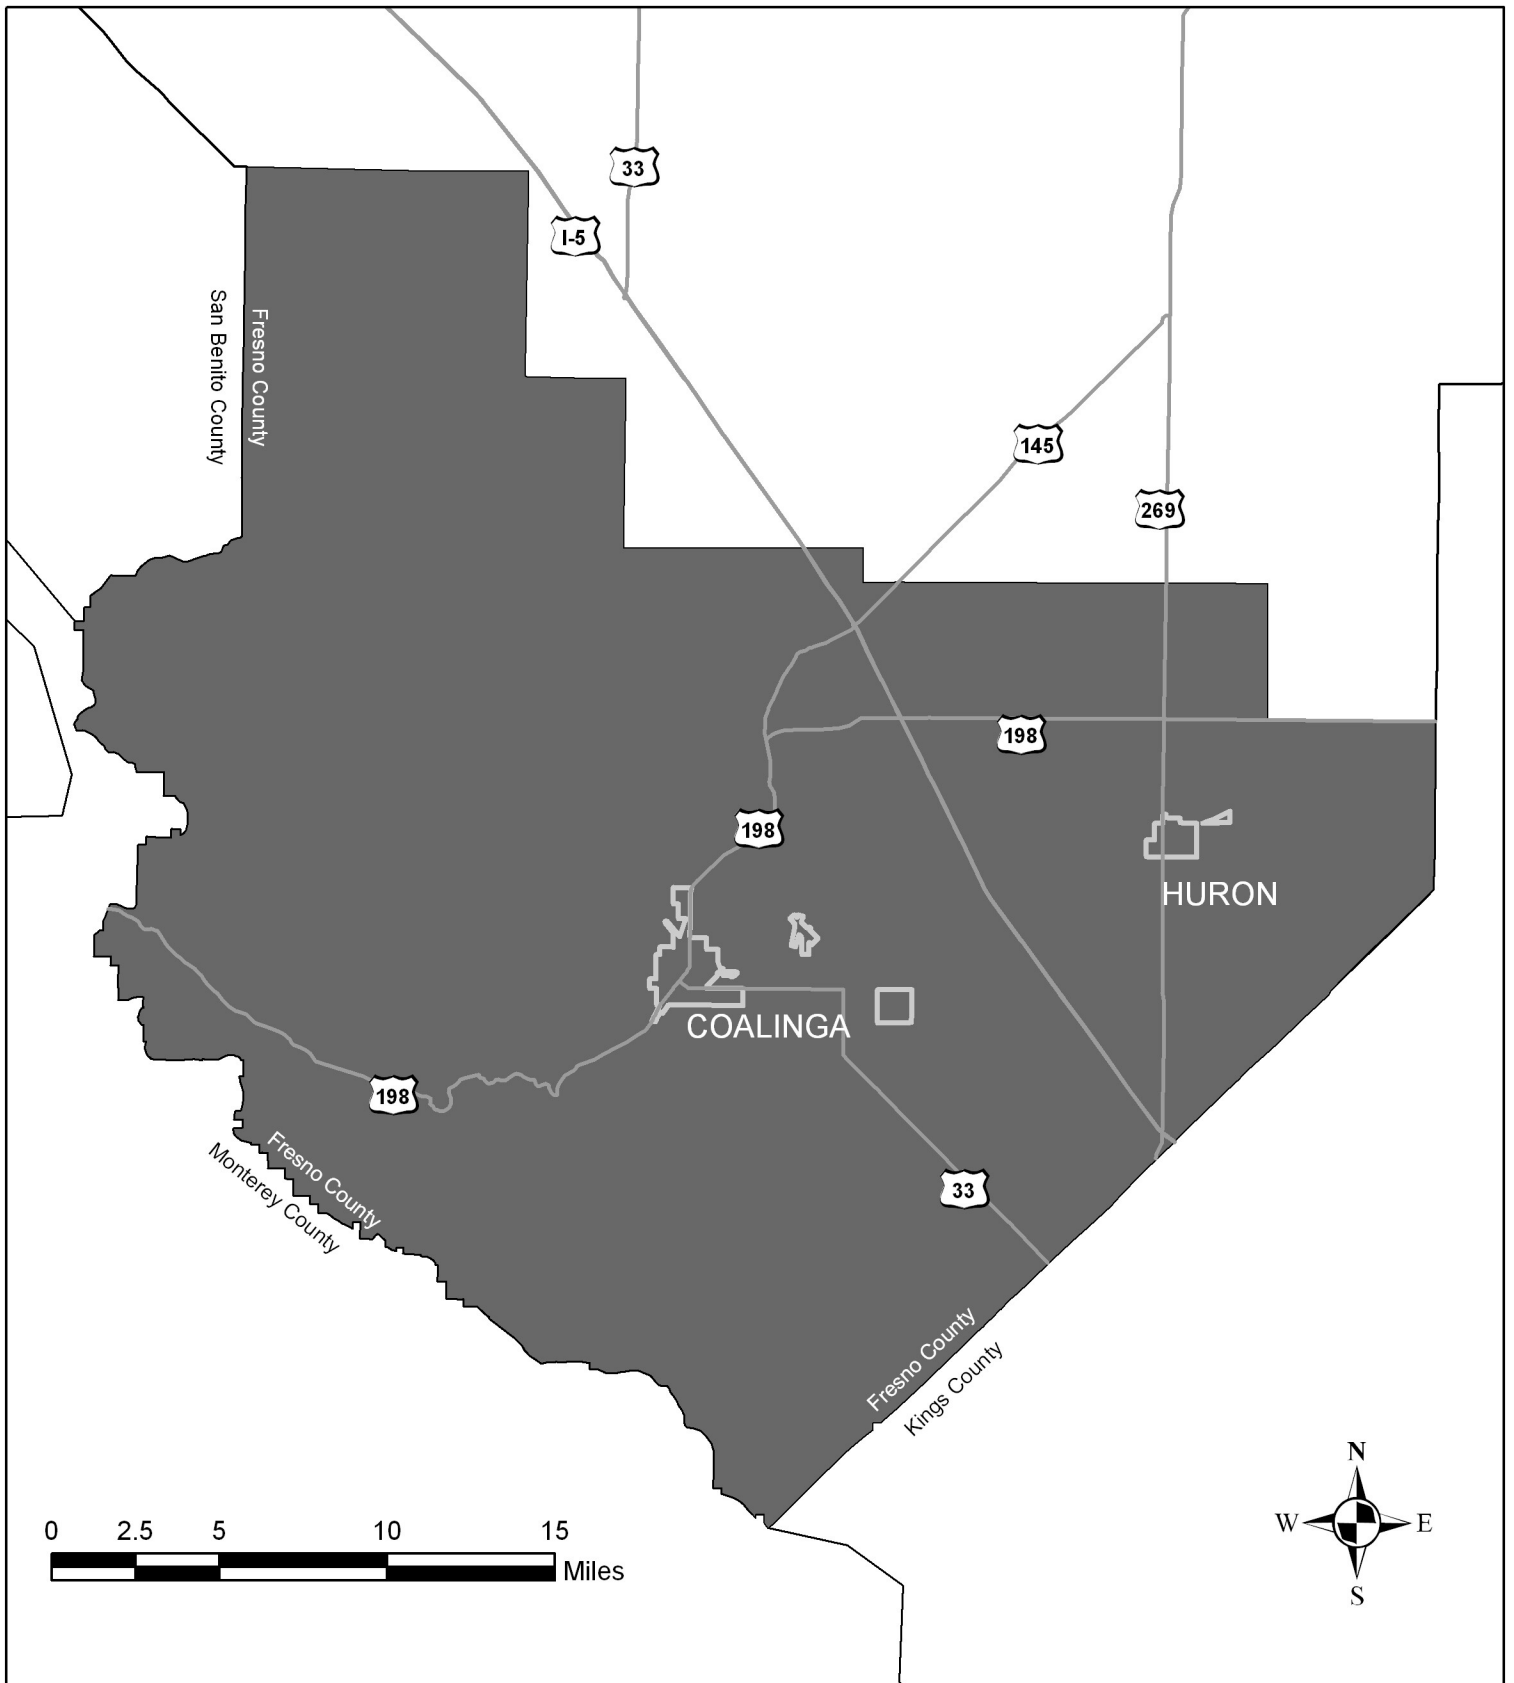 33
I-5
San Benito County
Fresno County
145
269
198
198
HURON
COALINGA
198
Fresno County
Monterey County
33
Fresno County
Kings County
N
W
E
S
0 2.5 5 10 15
Miles